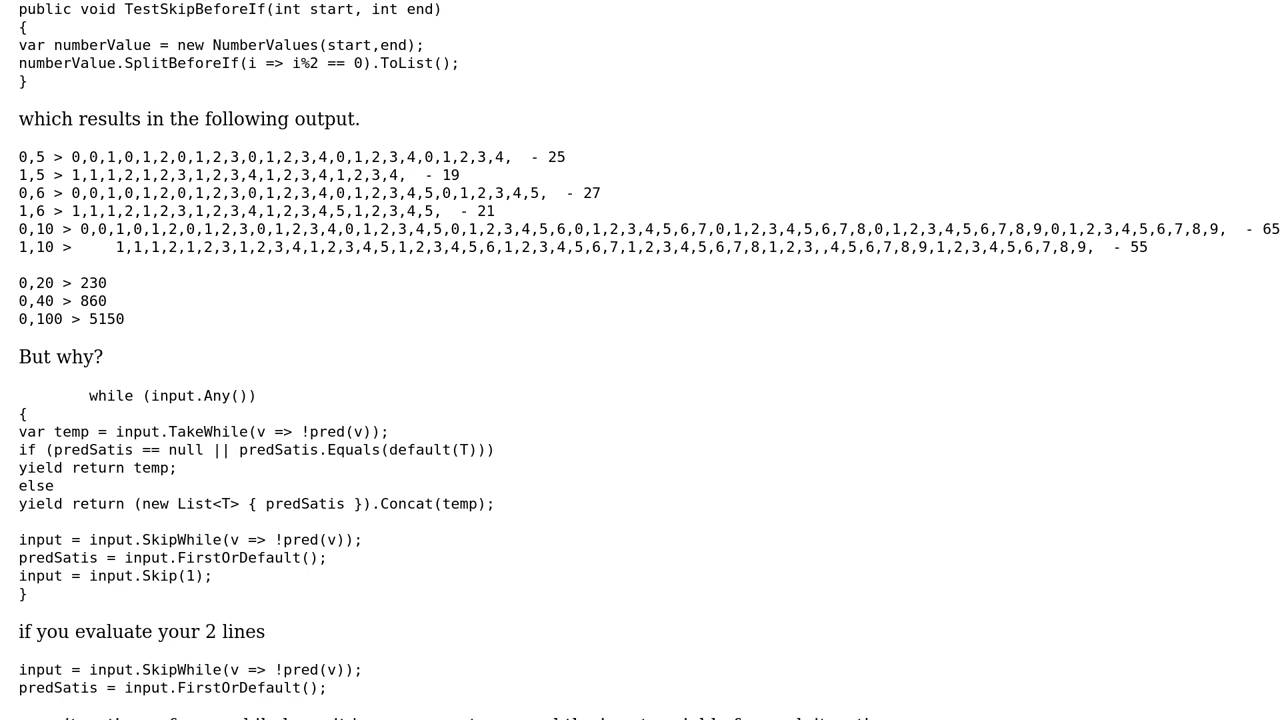 public void TestSkipBeforeIf(int start, int end)
{
var numberValue = new NumberValues(start,end);
numberValue.SplitBeforeIf(i => i%2 == 0).ToList();
}
which results in the following output.
0,5 > 0,0,1,0,1,2,0,1,2,3,0,1,2,3,4,0,1,2,3,4,0,1,2,3,4,  - 25
1,5 > 1,1,1,2,1,2,3,1,2,3,4,1,2,3,4,1,2,3,4,  - 19
0,6 > 0,0,1,0,1,2,0,1,2,3,0,1,2,3,4,0,1,2,3,4,5,0,1,2,3,4,5,  - 27
1,6 > 1,1,1,2,1,2,3,1,2,3,4,1,2,3,4,5,1,2,3,4,5,  - 21
0,10 > 0,0,1,0,1,2,0,1,2,3,0,1,2,3,4,0,1,2,3,4,5,0,1,2,3,4,5,6,0,1,2,3,4,5,6,7,0,1,2,3,4,5,6,7,8,0,1,2,3,4,5,6,7,8,9,0,1,2,3,4,5,6,7,8,9,  - 65
1,10 >     1,1,1,2,1,2,3,1,2,3,4,1,2,3,4,5,1,2,3,4,5,6,1,2,3,4,5,6,7,1,2,3,4,5,6,7,8,1,2,3,,4,5,6,7,8,9,1,2,3,4,5,6,7,8,9,  - 55
0,20 > 230
0,40 > 860
0,100 > 5150
But why?
while (input.Any())
{
var temp = input.TakeWhile(v => !pred(v));
if (predSatis == null || predSatis.Equals(default(T)))
yield return temp;
else
yield return (new List<T> { predSatis }).Concat(temp);
input = input.SkipWhile(v => !pred(v));
predSatis = input.FirstOrDefault();
input = input.Skip(1);
}
if you evaluate your 2 lines
input = input.SkipWhile(v => !pred(v));
predSatis = input.FirstOrDefault();